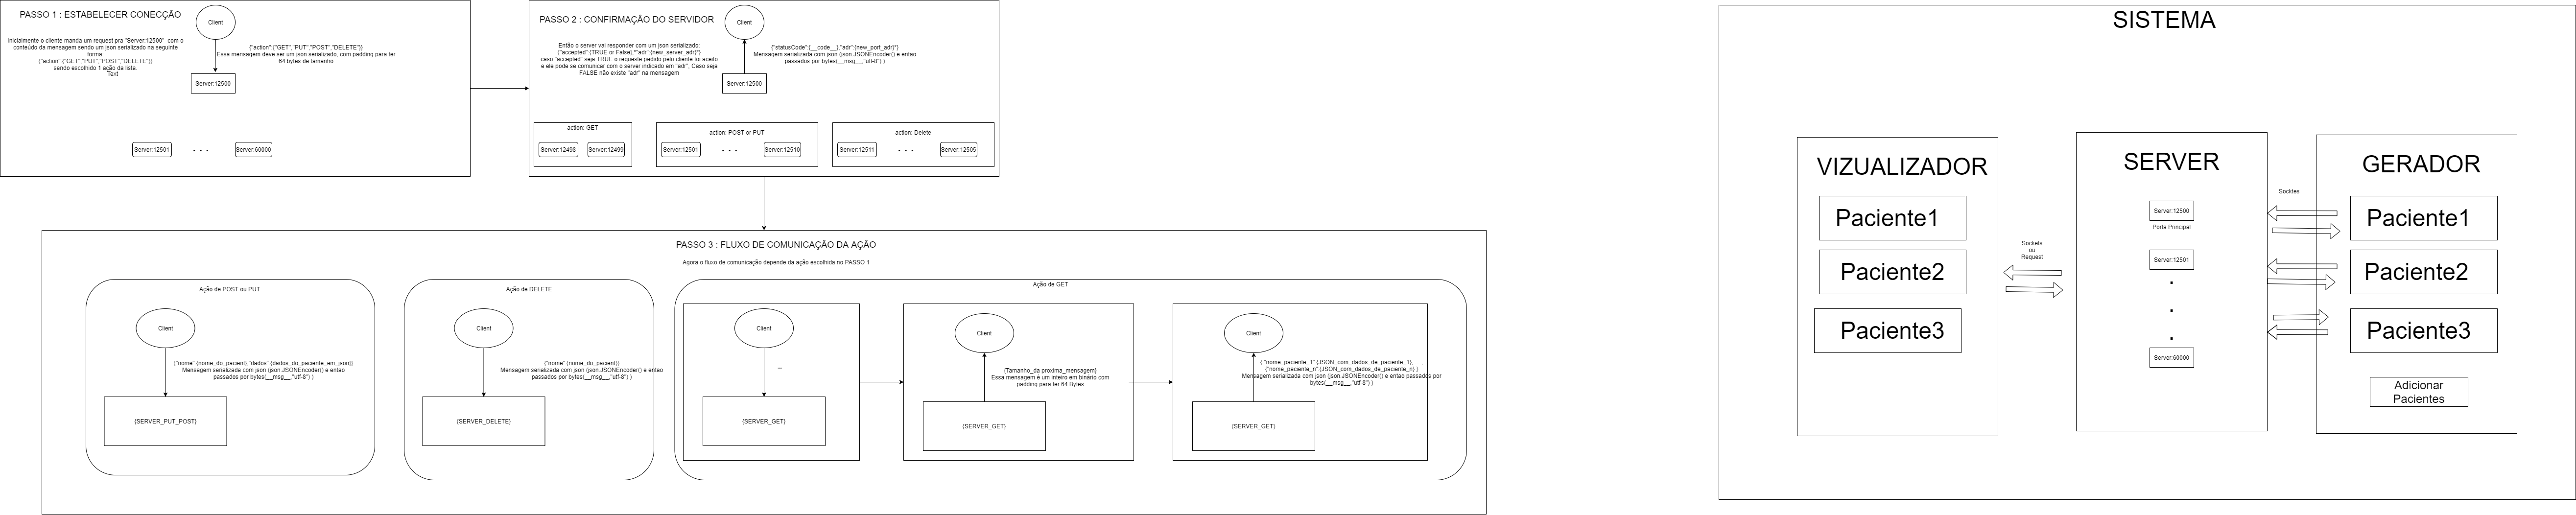 PASSO 1 : ESTABELECER CONECÇÃO
Client
Inicialmente o cliente manda um request pra "Server:12500" com o
conteúdo da mensagem sendo um json serializado na seguinte
forma:
{"action":{"GET","PUT","POST","DELETE"}}
sendo escolhido 1 ação da lista.
Text
{"action":{"GET","PUT","POST","DELETE"}}
Essa mensagem deve ser um json serializado, com padding para ter
64 bytes de tamanho
Server:12500
Server:12501
. . .
Server:60000
PASSO 2 : CONFIRMAÇÃO DO SERVIDOR
Client
Então o server vai responder com um json serializado:
{"accepted":{TRUE or False},*"adr":{new_server_adr}*}
caso "accepted" seja TRUE o requeste pedido pelo cliente foi aceito
e ele pode se comunicar com o server indicado em "adr", Caso seja
FALSE não existe "adr" na mensagem
{"statusCode":{__code__},"adr":{new_port_adr}*}
Mensagem serializada com json (json.JSONEncoder() e entao
passados por bytes(__msg__,"utf-8") )
Server:12500
action: GET
Server:12498
Server:12499
action: POST or PUT
Server:12501
. . .
Server:12510
action: Delete
Server:12511
. . .
Server:12505
PASSO 3 : FLUXO DE COMUNICAÇÃO DA AÇÃO
Agora o fluxo de comunicação depende da ação escolhida no PASSO 1
Ação de POST ou PUT
Client
{"nome":{nome_do_pacient},"dados":{dados_do_paciente_em_json}}
Mensagem serializada com json (json.JSONEncoder() e entao
passados por bytes(__msg__,"utf-8") )
{SERVER_PUT_POST}
Ação de DELETE
Client
{"nome":{nome_do_pacient}}
Mensagem serializada com json (json.JSONEncoder() e entao
passados por bytes(__msg__,"utf-8") )
{SERVER_DELETE}
Ação de GET
Client
{SERVER_GET}
Client
{Tamanho_da proxima_mensagem}
Essa mensagem é um inteiro em binário com
padding para ter 64 Bytes
{SERVER_GET}
Client
{ "nome_paciente_1":{JSON_com_dados_de_paciente_1}, ... ,
{"nome_paciente_n":{JSON_com_dados_de_paciente_n} }
Mensagem serializada com json (json.JSONEncoder() e entao passados por
bytes(__msg__,"utf-8") )
{SERVER_GET}
SISTEMA
VIZUALIZADOR
Paciente1
Paciente2
Paciente3
Sockets
ou
Request
SERVER
Server:12500
Porta Principal
Server:12501
.
.
.
Server:60000
Socktes
GERADOR
Paciente1
Paciente2
Paciente3
Adicionar
Pacientes